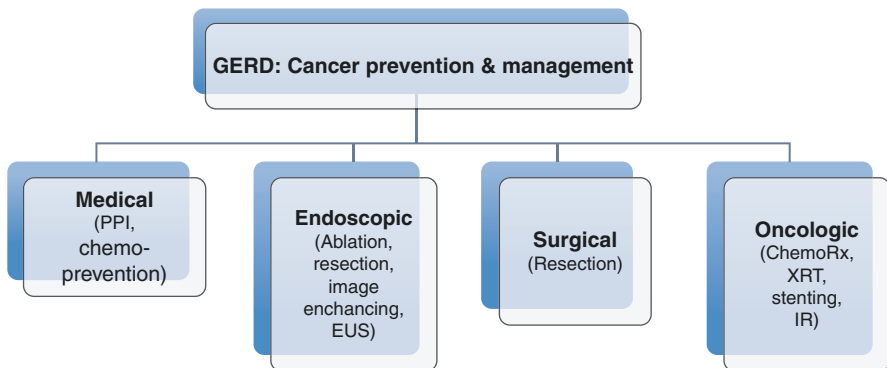 GERD: Cancer prevention & management
Medical
(PPI,
chemo-
prevention)
Endoscopic
(Ablation,
resection,
image
enchancing,
EUS)
Surgical
(Resection)
Oncologic
(ChemoRx,
XRT,
stenting,
IR)